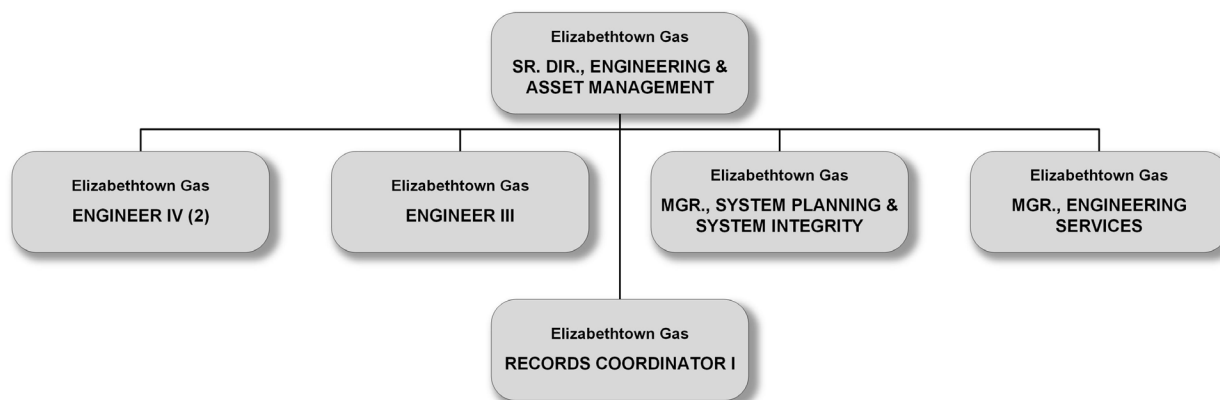 Elizabethtown Gas
SR. DIR., ENGINEERING &
ASSET MANAGEMENT
Elizabethtown Gas
ENGINEER IV (2)
Elizabethtown Gas
ENGINEER III
Elizabethtown Gas
MGR., SYSTEM PLANNING &
SYSTEM INTEGRITY
Elizabethtown Gas
MGR., ENGINEERING
SERVICES
Elizabethtown Gas
RECORDS COORDINATOR I